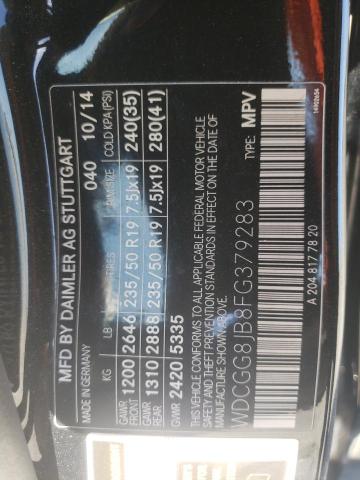 MFD BY DAIMLER AG STUTTGART
MADE IN GERMANY 040 10/14
KG LB TIRES RIMSIZE COLD KPA(PSI)
GAWR FRONT 1200 2646 235/50 R19 7.5Jx19 240(35)
GAWR REAR 1310 2888 235/50 R19 7.5Jx19 280(41)
GVWR 2420 5335
THIS VEHICLE CONFORMS TO ALL APPLICABLE FEDERAL MOTOR VEHICLE
SAFETY AND THEFT PREVENTION STANDARDS IN EFFECT ON THE DATE OF
MANUFACTURE SHOWN ABOVE.
TYPE: MPV
WDCGG8JB8FG379283
A 204 817 78 20
14902654